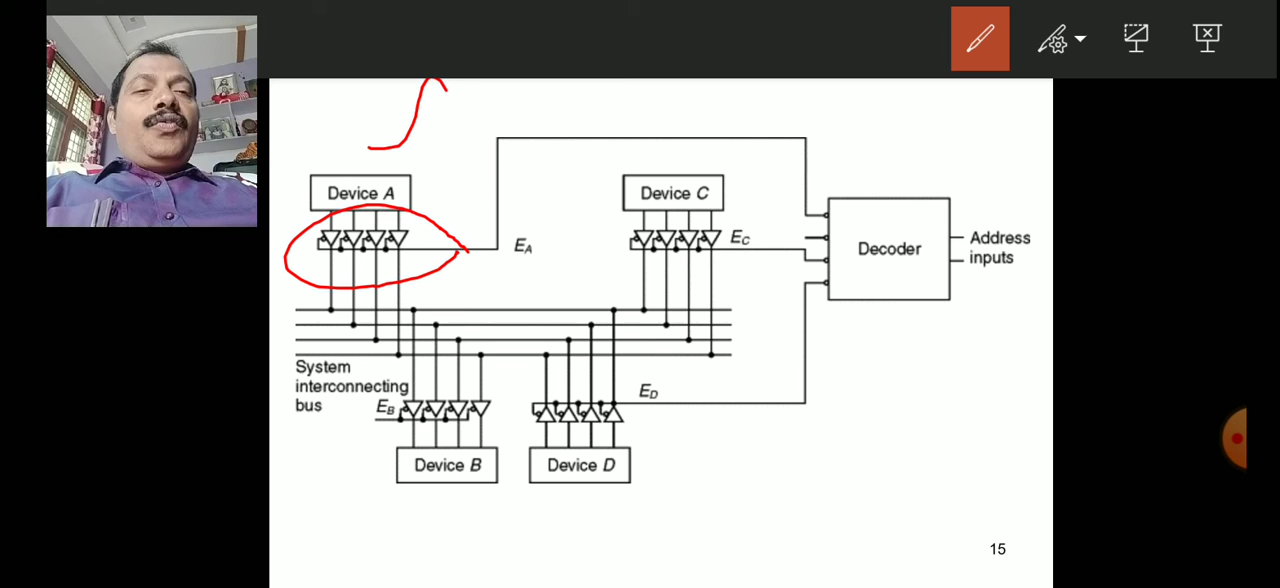 Device A
Device C
E_A
E_C
Decoder
Address
inputs
System
interconnecting
bus
E_B
E_D
Device B
Device D
15